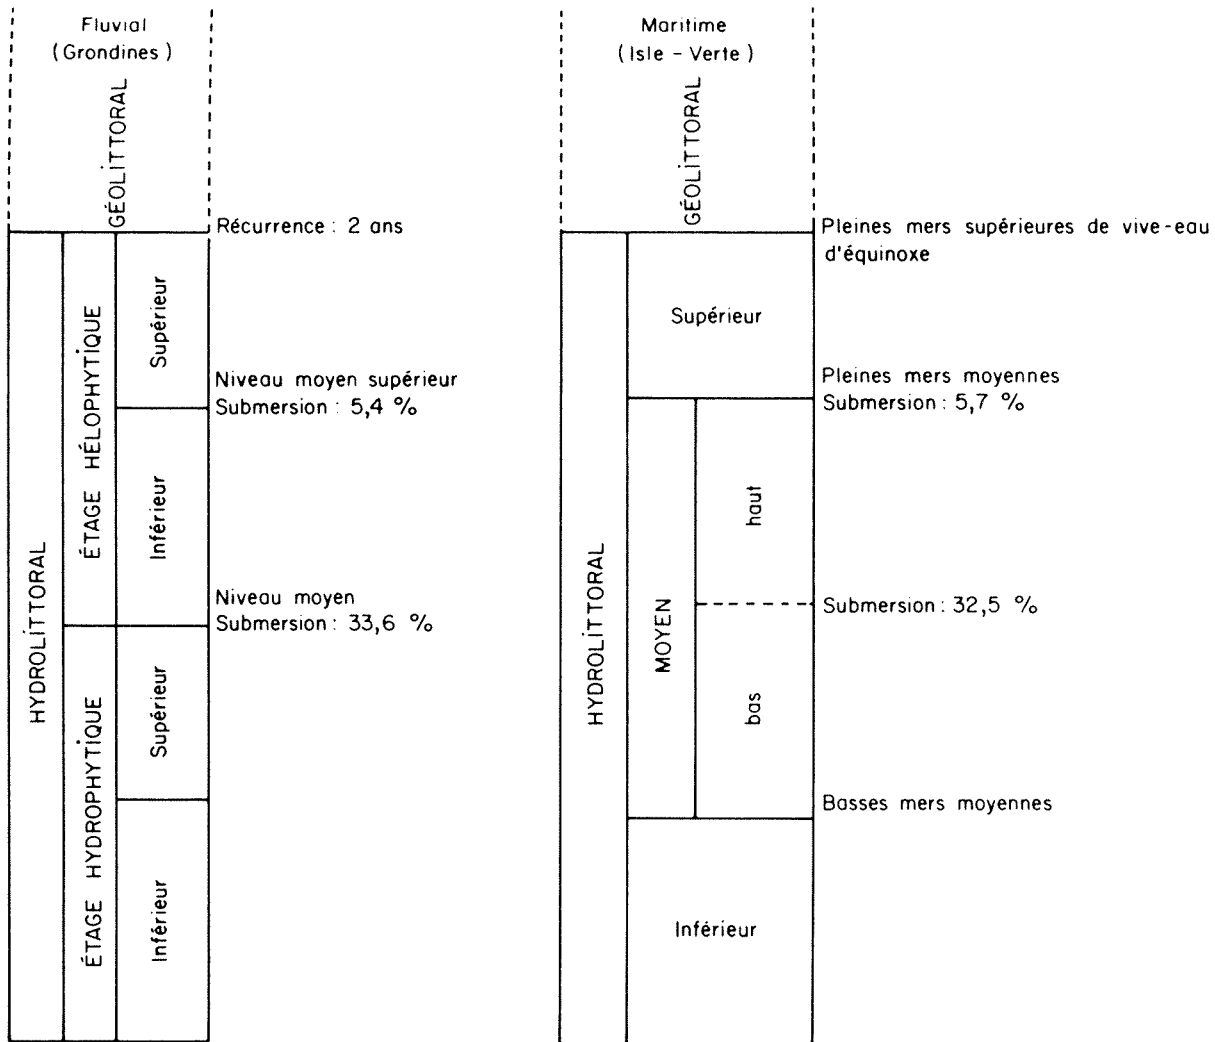 Fluvial
(Grondines)
GÉOLITTORAL
Récurrence : 2 ans
HYDROLITTORAL
ÉTAGE HÉLOPHYTIQUE
Supérieur
Niveau moyen supérieur
Submersion : 5,4 %
Inférieur
Niveau moyen
Submersion : 33,6 %
ÉTAGE HYDROPHYTIQUE
Supérieur
Inférieur
Maritime
(Isle - Verte)
GÉOLITTORAL
Pleines mers supérieures de vive-eau
d'équinoxe
HYDROLITTORAL
Supérieur
Pleines mers moyennes
Submersion : 5,7 %
MOYEN
haut
Submersion : 32,5 %
bas
Basses mers moyennes
Inférieur